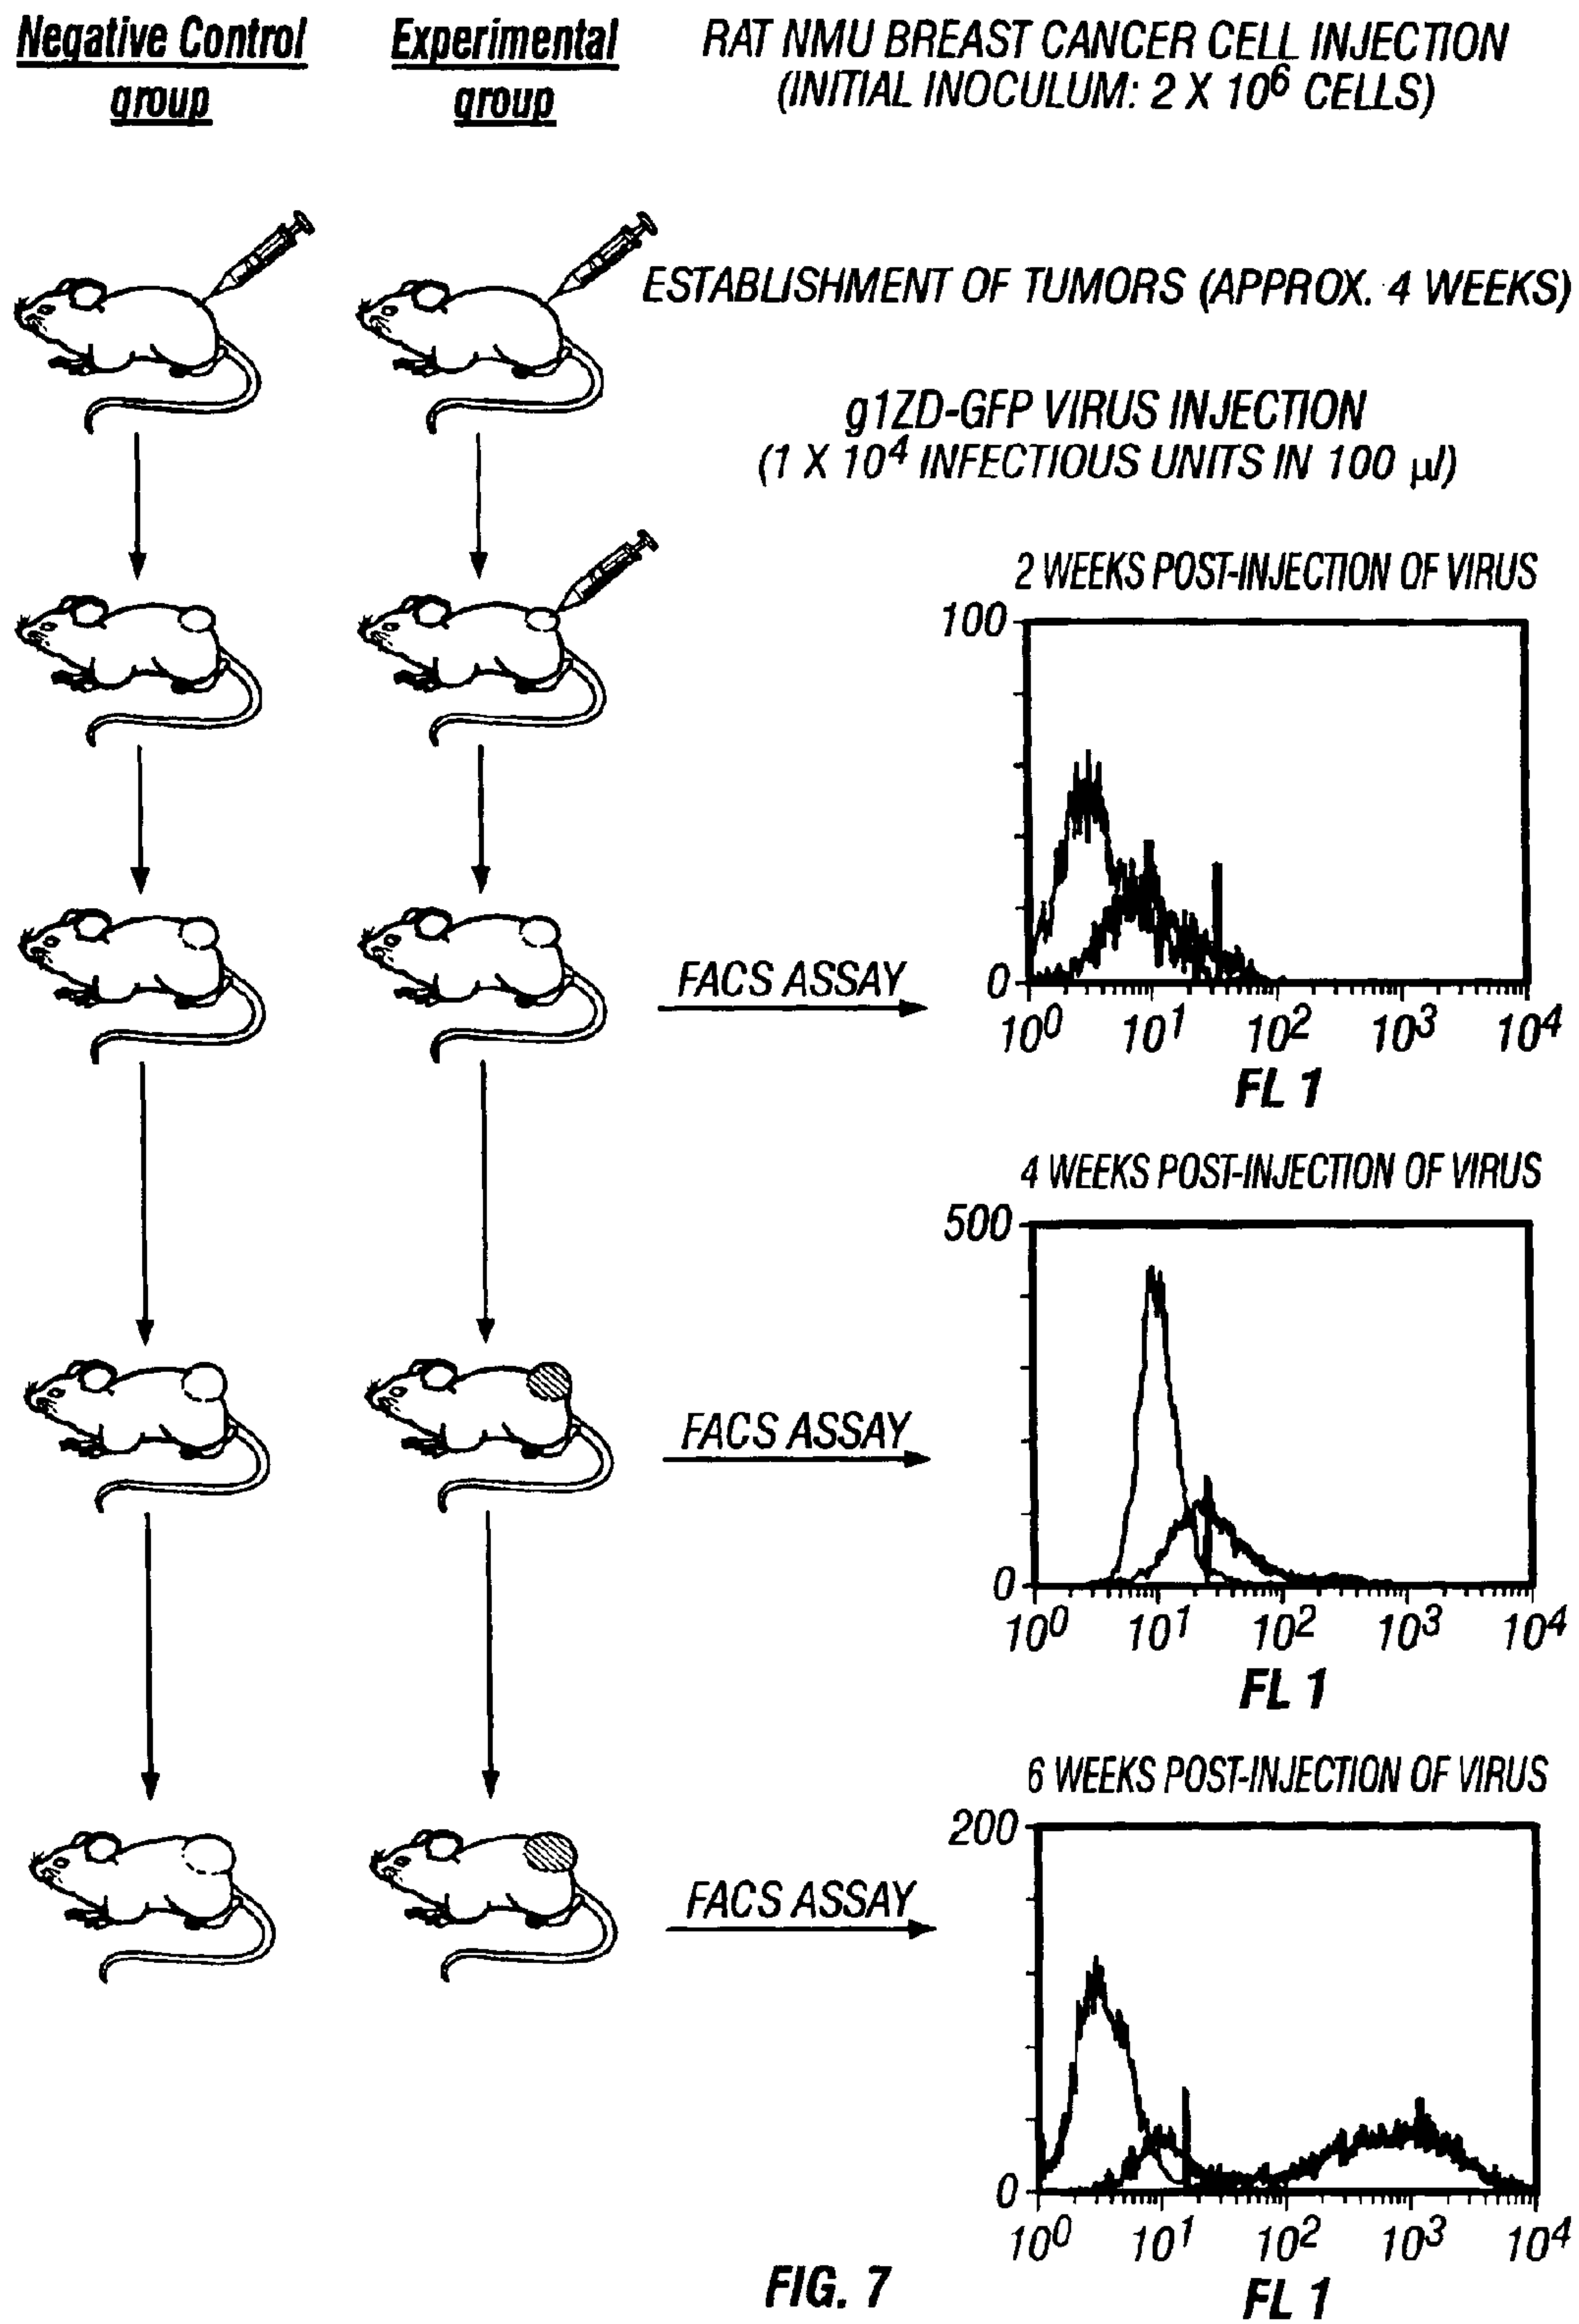 Negative Control
group
Experimental
group
RAT NMU BREAST CANCER CELL INJECTION
(INITIAL INOCULUM: 2 X 10⁶ CELLS)
ESTABLISHMENT OF TUMORS (APPROX. 4 WEEKS)
g1ZD-GFP VIRUS INJECTION
(1 X 10⁴ INFECTIOUS UNITS IN 100 µl)
2 WEEKS POST-INJECTION OF VIRUS
100
0
10⁰ 10¹ 10² 10³ 10⁴
FL 1
FACS ASSAY
4 WEEKS POST-INJECTION OF VIRUS
500
0
10⁰ 10¹ 10² 10³ 10⁴
FL 1
FACS ASSAY
6 WEEKS POST-INJECTION OF VIRUS
200
0
10⁰ 10¹ 10² 10³ 10⁴
FL 1
FACS ASSAY
FIG. 7